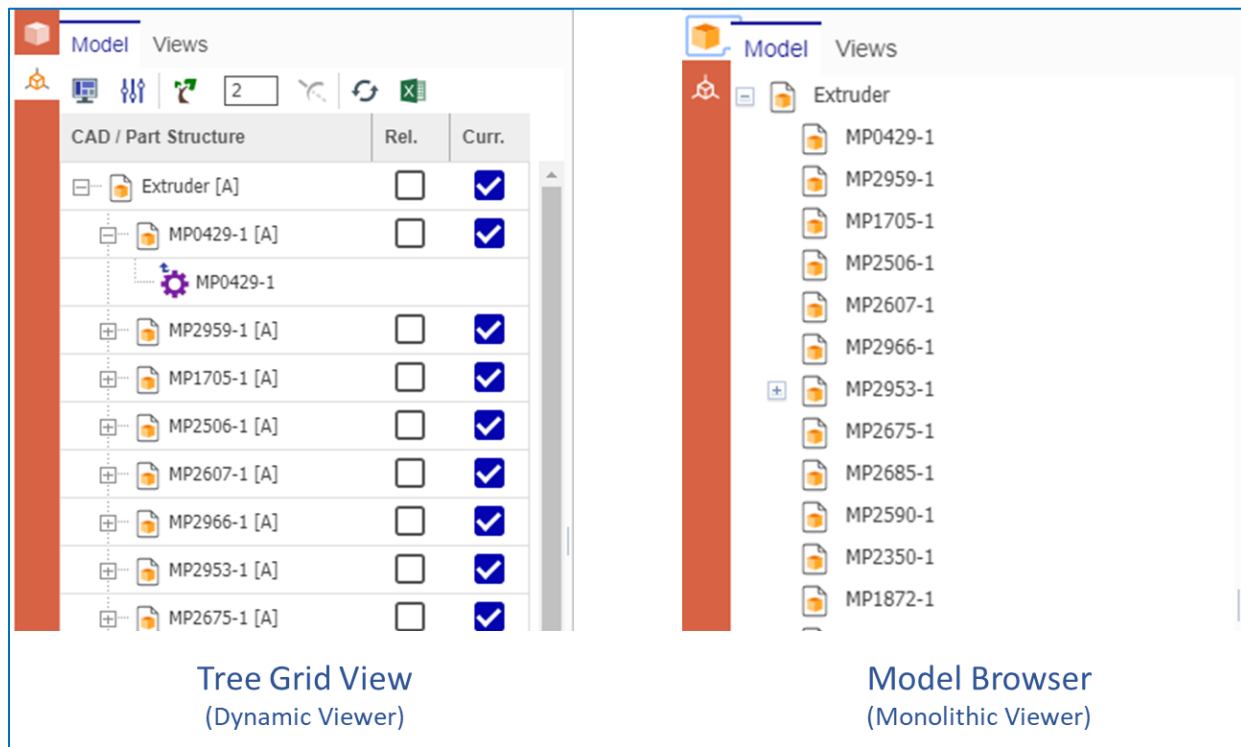 Model Views
2
CAD / Part Structure Rel. Curr.
Extruder [A]
MP0429-1 [A]
MP0429-1
MP2959-1 [A]
MP1705-1 [A]
MP2506-1 [A]
MP2607-1 [A]
MP2966-1 [A]
MP2953-1 [A]
MP2675-1 [A]
Tree Grid View
(Dynamic Viewer)
Model Views
Extruder
MP0429-1
MP2959-1
MP1705-1
MP2506-1
MP2607-1
MP2966-1
MP2953-1
MP2675-1
MP2685-1
MP2590-1
MP2350-1
MP1872-1
Model Browser
(Monolithic Viewer)